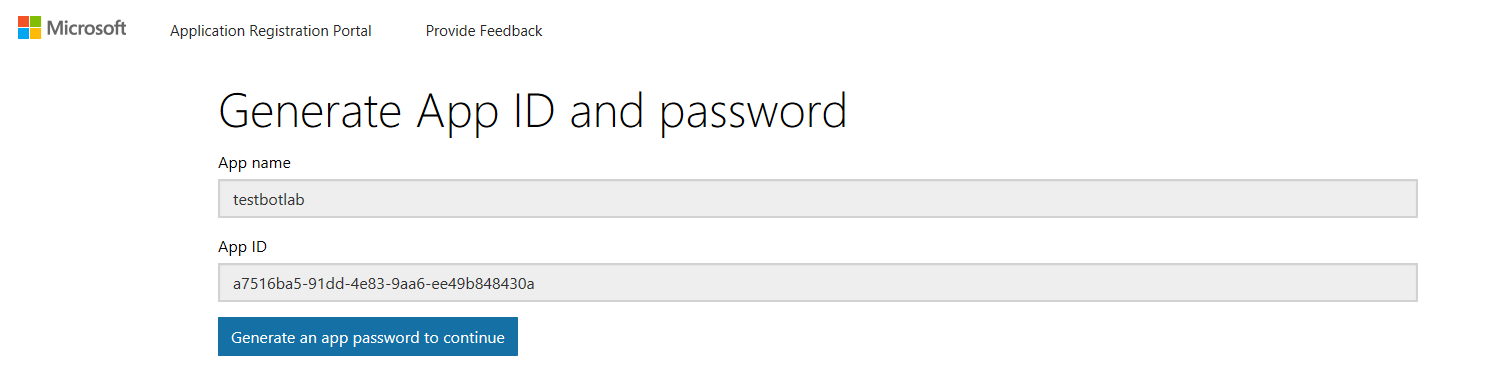 Microsoft Application Registration Portal Provide Feedback
Generate App ID and password
App name
testbotlab
App ID
a7516ba5-91dd-4e83-9aa6-ee49b848430a
Generate an app password to continue